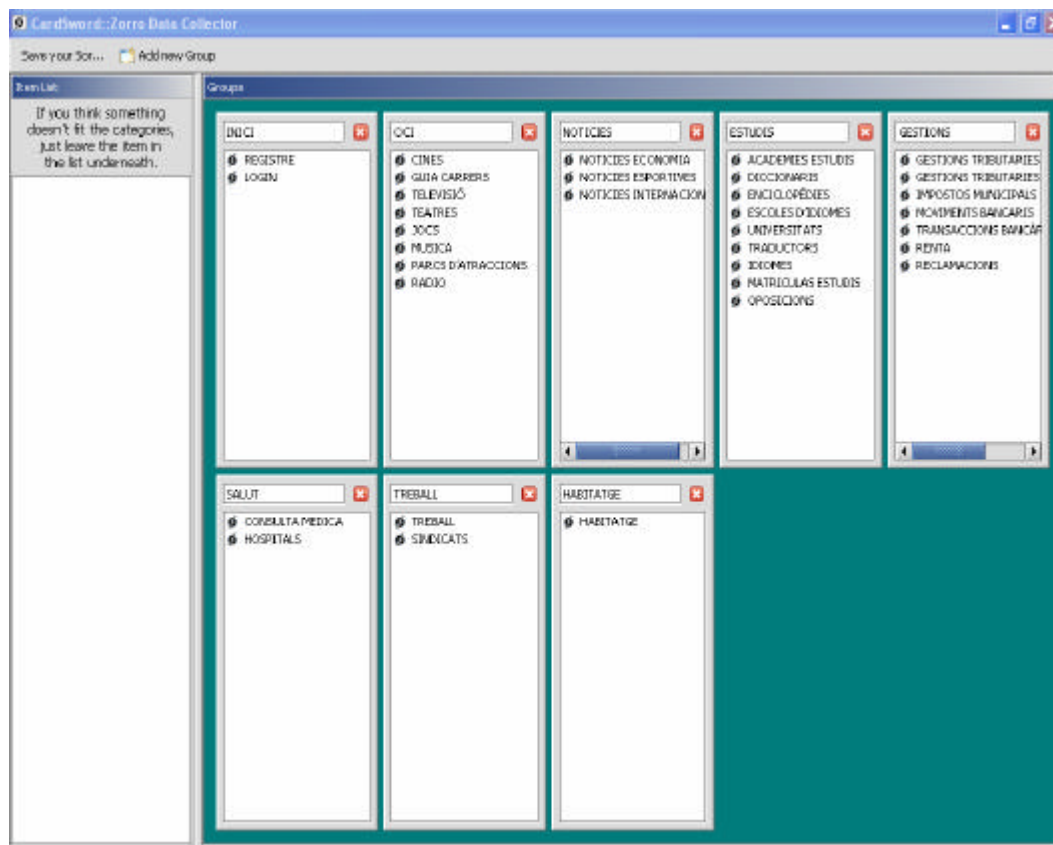 CardSword::Zorro Data Collector
Save your Sor... Add new Group
Item List
Groups
If you think something
doesn't fit the categories,
just leave the item in
the list underneath.
INICI
REGISTRE
LOGIN
OCI
CINES
GUIA CARRERS
TELEVISIÓ
TEATRES
JOCS
MUSICA
PARCS D'ATRACCIONS
RADIO
NOTICIES
NOTICIES ECONOMIA
NOTICIES ESPORTIVES
NOTICIES INTERNACION
ESTUDIS
ACADEMIES ESTUDIS
DICCIONARIS
ENCICLOPÈDIES
ESCOLES D'IDIOMES
UNIVERSITATS
TRADUCTORS
IDIOMES
MATRICULAS ESTUDIS
OPOSICIONS
GESTIONS
GESTIONS TRIBUTARIES
GESTIONS TRIBUTARIES
IMPOSTOS MUNICIPALS
MOVIMENTS BANCARIS
TRANSACCIONS BANCÀR
RENTA
RECLAMACIONS
SALUT
CONSULTA MEDICA
HOSPITALS
TREBALL
TREBALL
SINDICATS
HABITATGE
HABITATGE